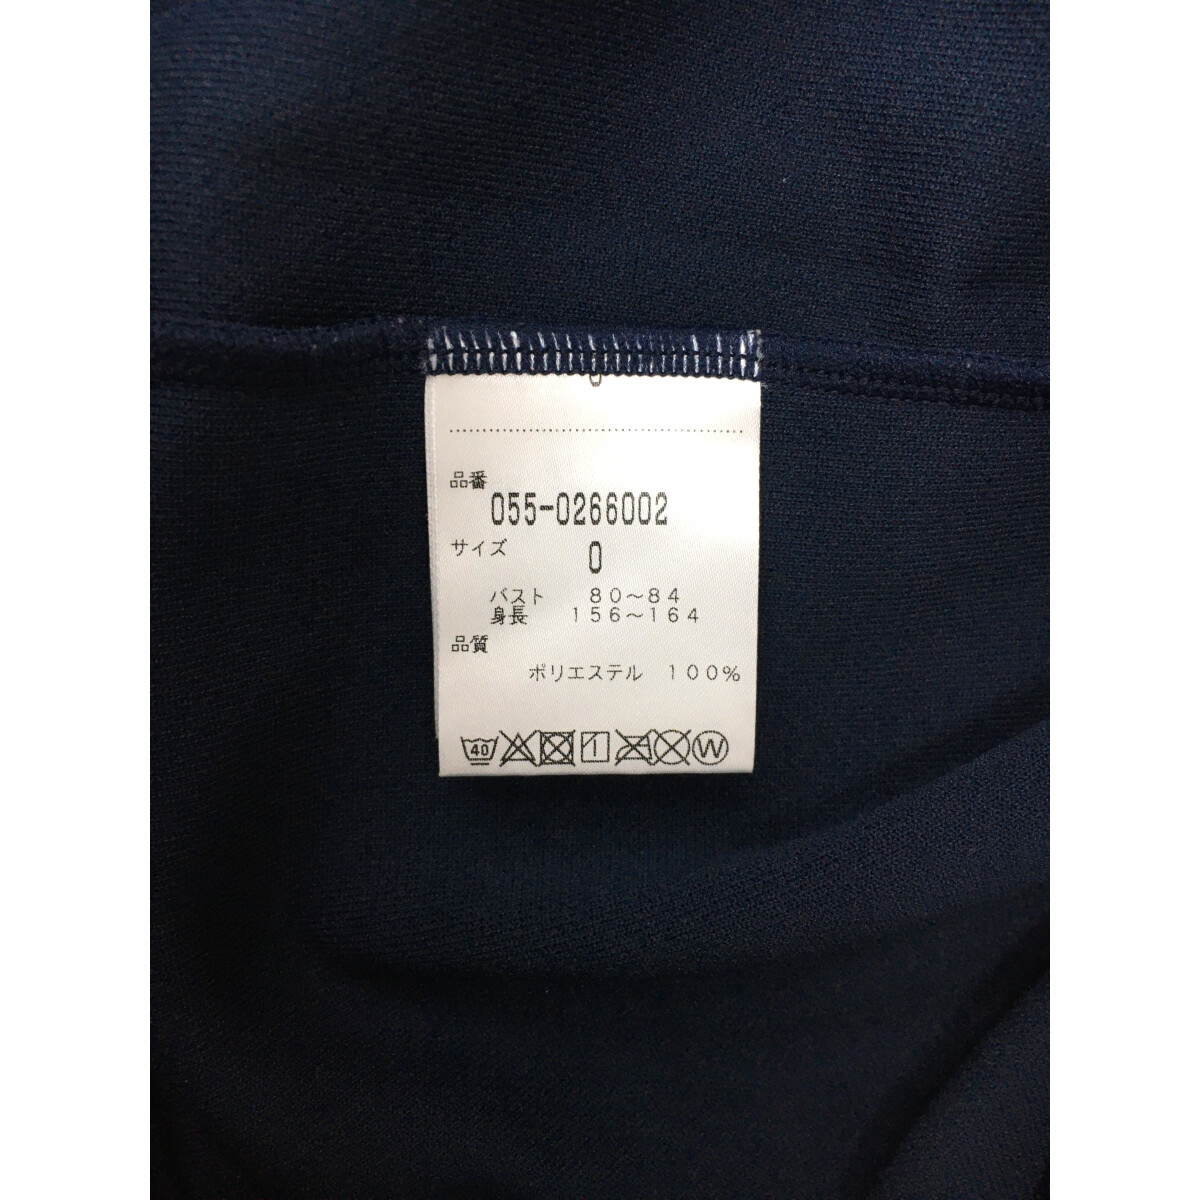 品番
055-0266002
サイズ 0
バスト 80〜84
身長 156〜164
品質
ポリエステル 100%
40 W